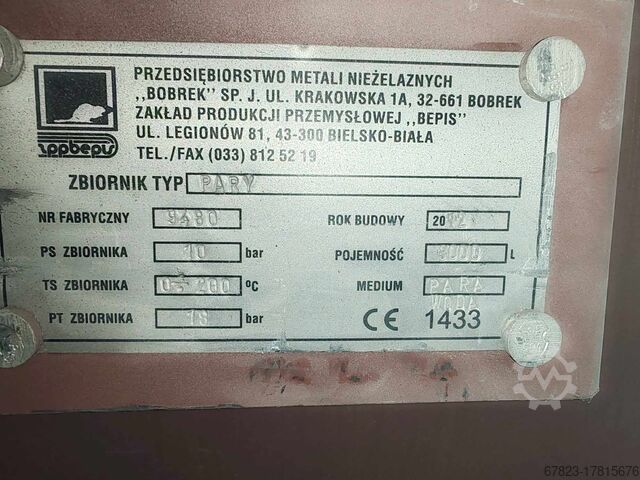 PRZEDSIĘBIORSTWO METALI NIEŻELAZNYCH
,,BOBREK" SP. J. UL. KRAKOWSKA 1A, 32-661 BOBREK
ZAKŁAD PRODUKCJI PRZEMYSŁOWEJ ,,BEPIS"
UL. LEGIONÓW 81, 43-300 BIELSKO-BIAŁA
TEL./FAX (033) 812 52 19
ZBIORNIK TYP PARY
NR FABRYCZNY 9480 ROK BUDOWY 2012
PS ZBIORNIKA 10 bar POJEMNOŚĆ L
TS ZBIORNIKA 0÷200 °C MEDIUM PARA WODA
PT ZBIORNIKA bar CE 1433
67823-17815676